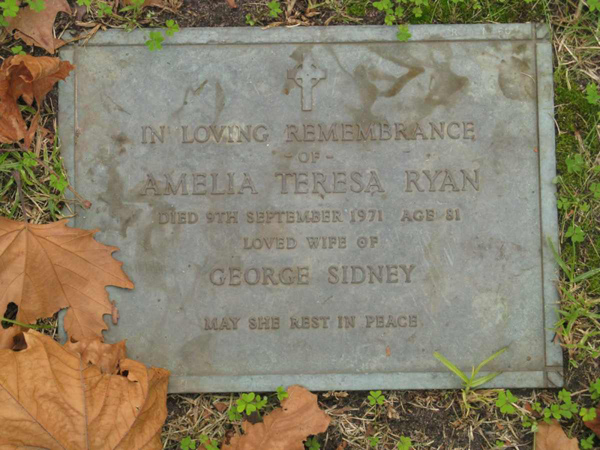 IN LOVING REMEMBRANCE
- OF -
AMELIA TERESA RYAN
DIED 9TH SEPTEMBER 1971 AGE 81
LOVED WIFE OF
GEORGE SIDNEY
MAY SHE REST IN PEACE